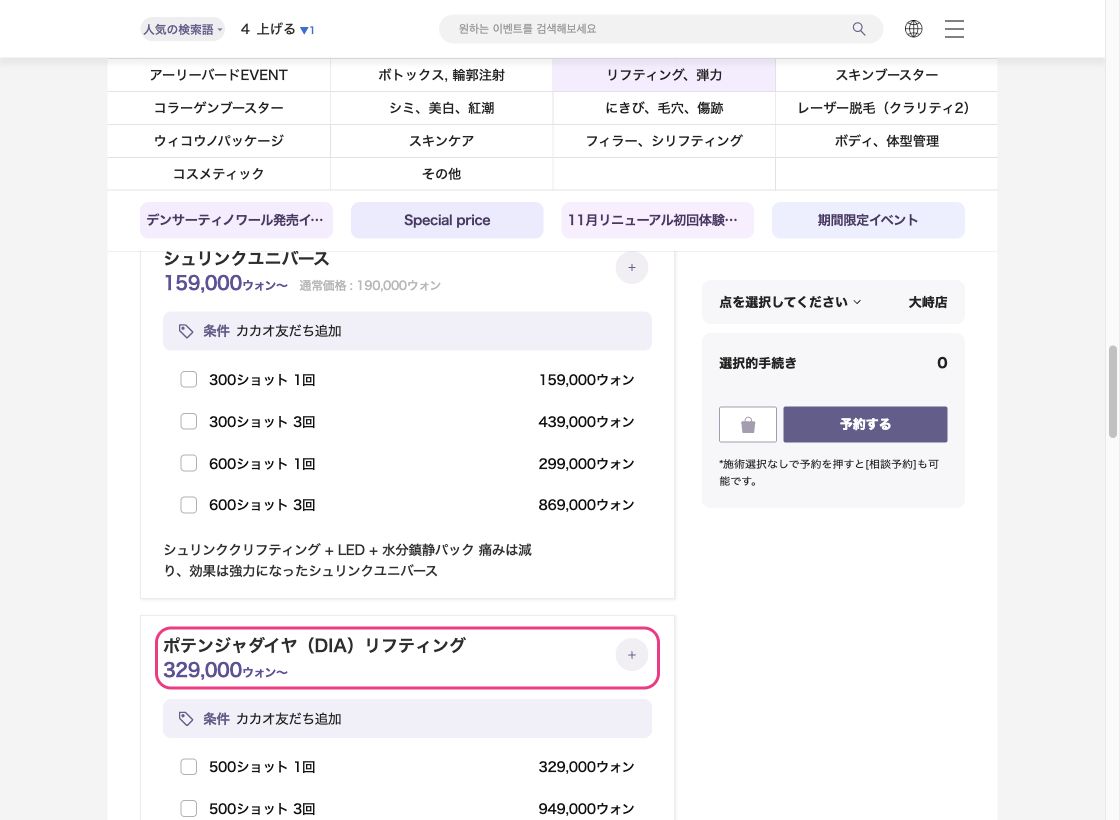 人気の検索語
4 上げる ▼1
원하는 이벤트를 검색해보세요
アーリーバードEVENT
ボトックス, 輪郭注射
リフティング、弾力
スキンブースター
コラーゲンブースター
シミ、美白、紅潮
にきび、毛穴、傷跡
レーザー脱毛（クラリティ2）
ウィコウノパッケージ
スキンケア
フィラー、シリフティング
ボディ、体型管理
コスメティック
その他
デンサーティノワール発売イ…
Special price
11月リニューアル初回体験…
期間限定イベント
シュリンクユニバース
159,000ウォン〜 通常価格 : 190,000ウォン
+
条件 カカオ友だち追加
300ショット 1回 159,000ウォン
300ショット 3回 439,000ウォン
600ショット 1回 299,000ウォン
600ショット 3回 869,000ウォン
シュリンククリフティング + LED + 水分鎮静パック 痛みは減
り、効果は強力になったシュリンクユニバース
ポテンジャダイヤ（DIA）リフティング
329,000ウォン〜
+
条件 カカオ友だち追加
500ショット 1回 329,000ウォン
500ショット 3回 949,000ウォン
点を選択してください 大峙店
選択的手続き 0
予約する
*施術選択なしで予約を押すと[相談予約]も可
能です。